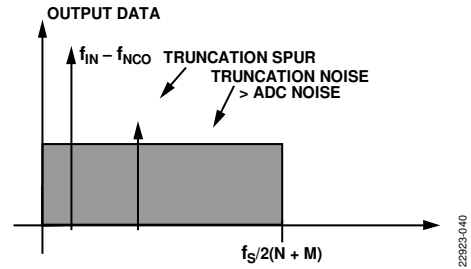 OUTPUT DATA
fIN – fNCO
TRUNCATION SPUR
TRUNCATION NOISE
> ADC NOISE
fS/2(N + M)
22923-040